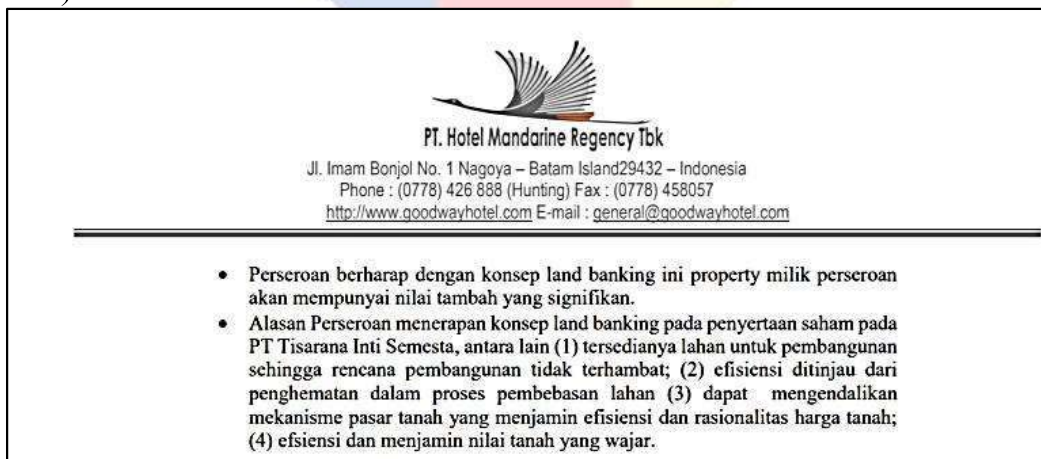 )
PT. Hotel Mandarine Regency Tbk
Jl. Imam Bonjol No. 1 Nagoya – Batam Island29432 – Indonesia
Phone : (0778) 426 888 (Hunting) Fax : (0778) 458057
http://www.goodwayhotel.com E-mail : general@goodwayhotel.com
• Perseroan berharap dengan konsep land banking ini property milik perseroan
akan mempunyai nilai tambah yang signifikan.
• Alasan Perseroan menerapan konsep land banking pada penyertaan saham pada
PT Tisarana Inti Semesta, antara lain (1) tersedianya lahan untuk pembangunan
sehingga rencana pembangunan tidak terhambat; (2) efisiensi ditinjau dari
penghematan dalam proses pembebasan lahan (3) dapat mengendalikan
mekanisme pasar tanah yang menjamin efisiensi dan rasionalitas harga tanah;
(4) efsiensi dan menjamin nilai tanah yang wajar.